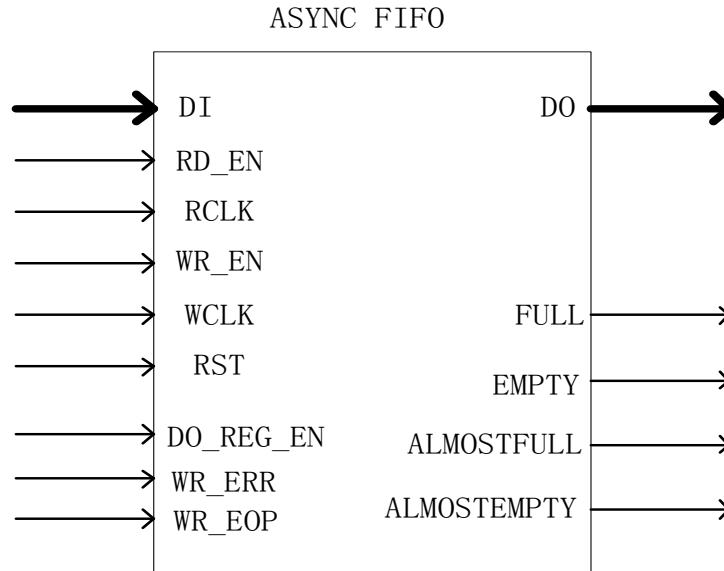 ASYNC FIFO
DI DO
RD_EN
RCLK
WR_EN
WCLK FULL
RST
EMPTY
DO_REG_EN ALMOSTFULL
WR_ERR
WR_EOP ALMOSTEMPTY